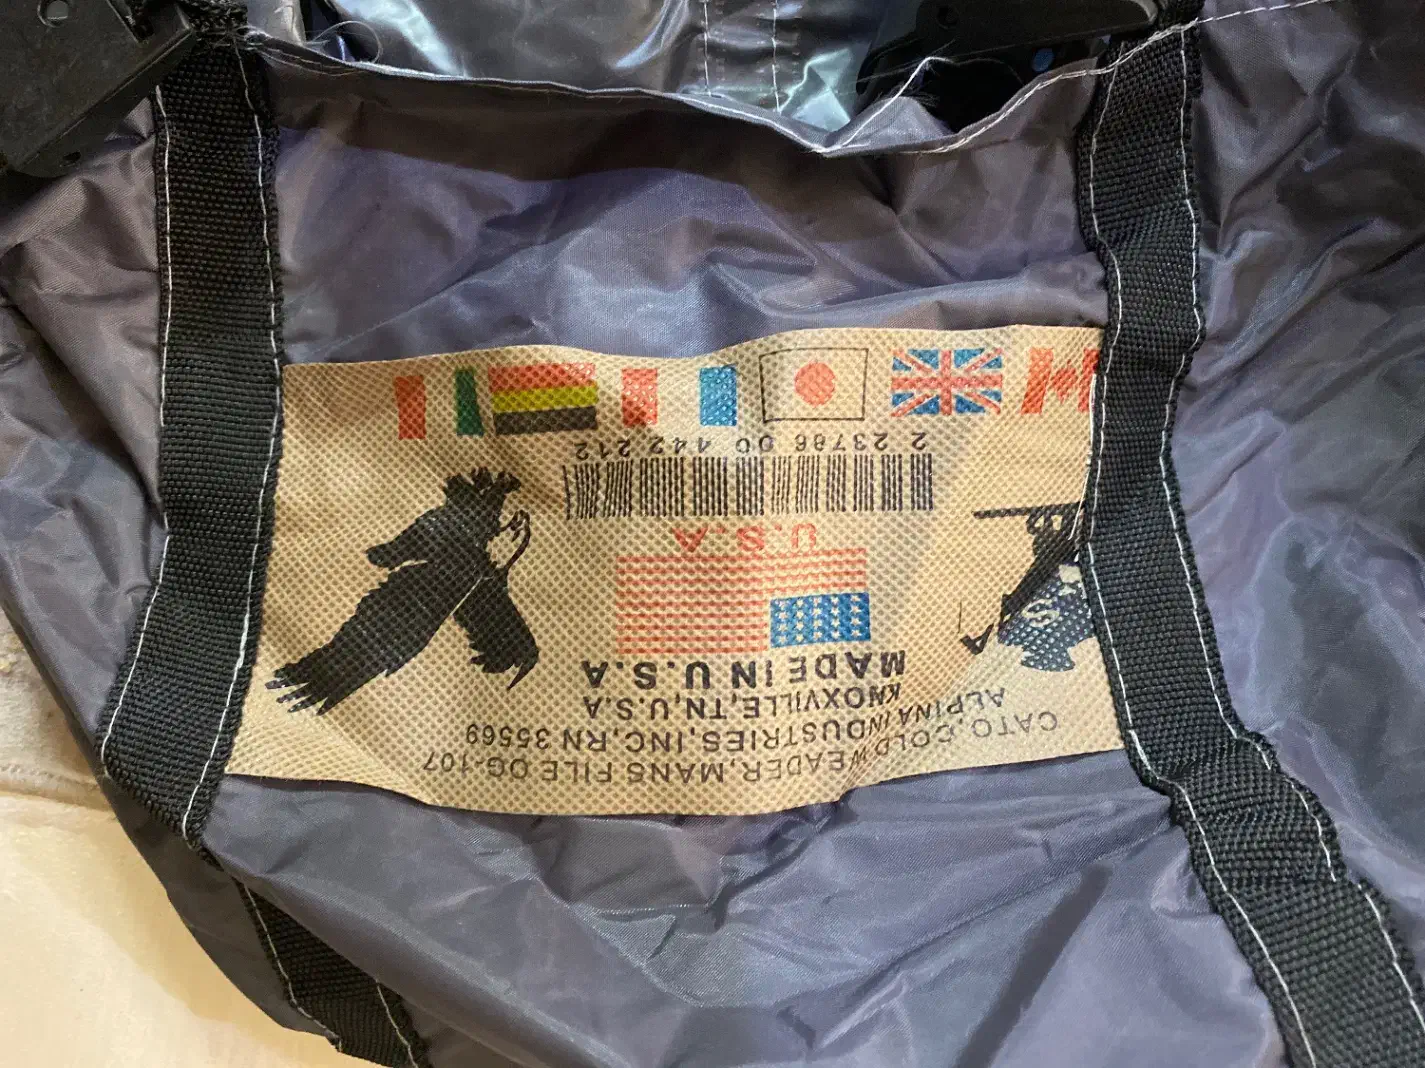 CATO. COLD WEADER, MANS FILE OG-107
ALPINA INDUSTRIES, INC, RN 35569
KNOXVILLE, TN, U.S.A
MADE IN U.S.A
U.S.A
2 23786 00 442 212